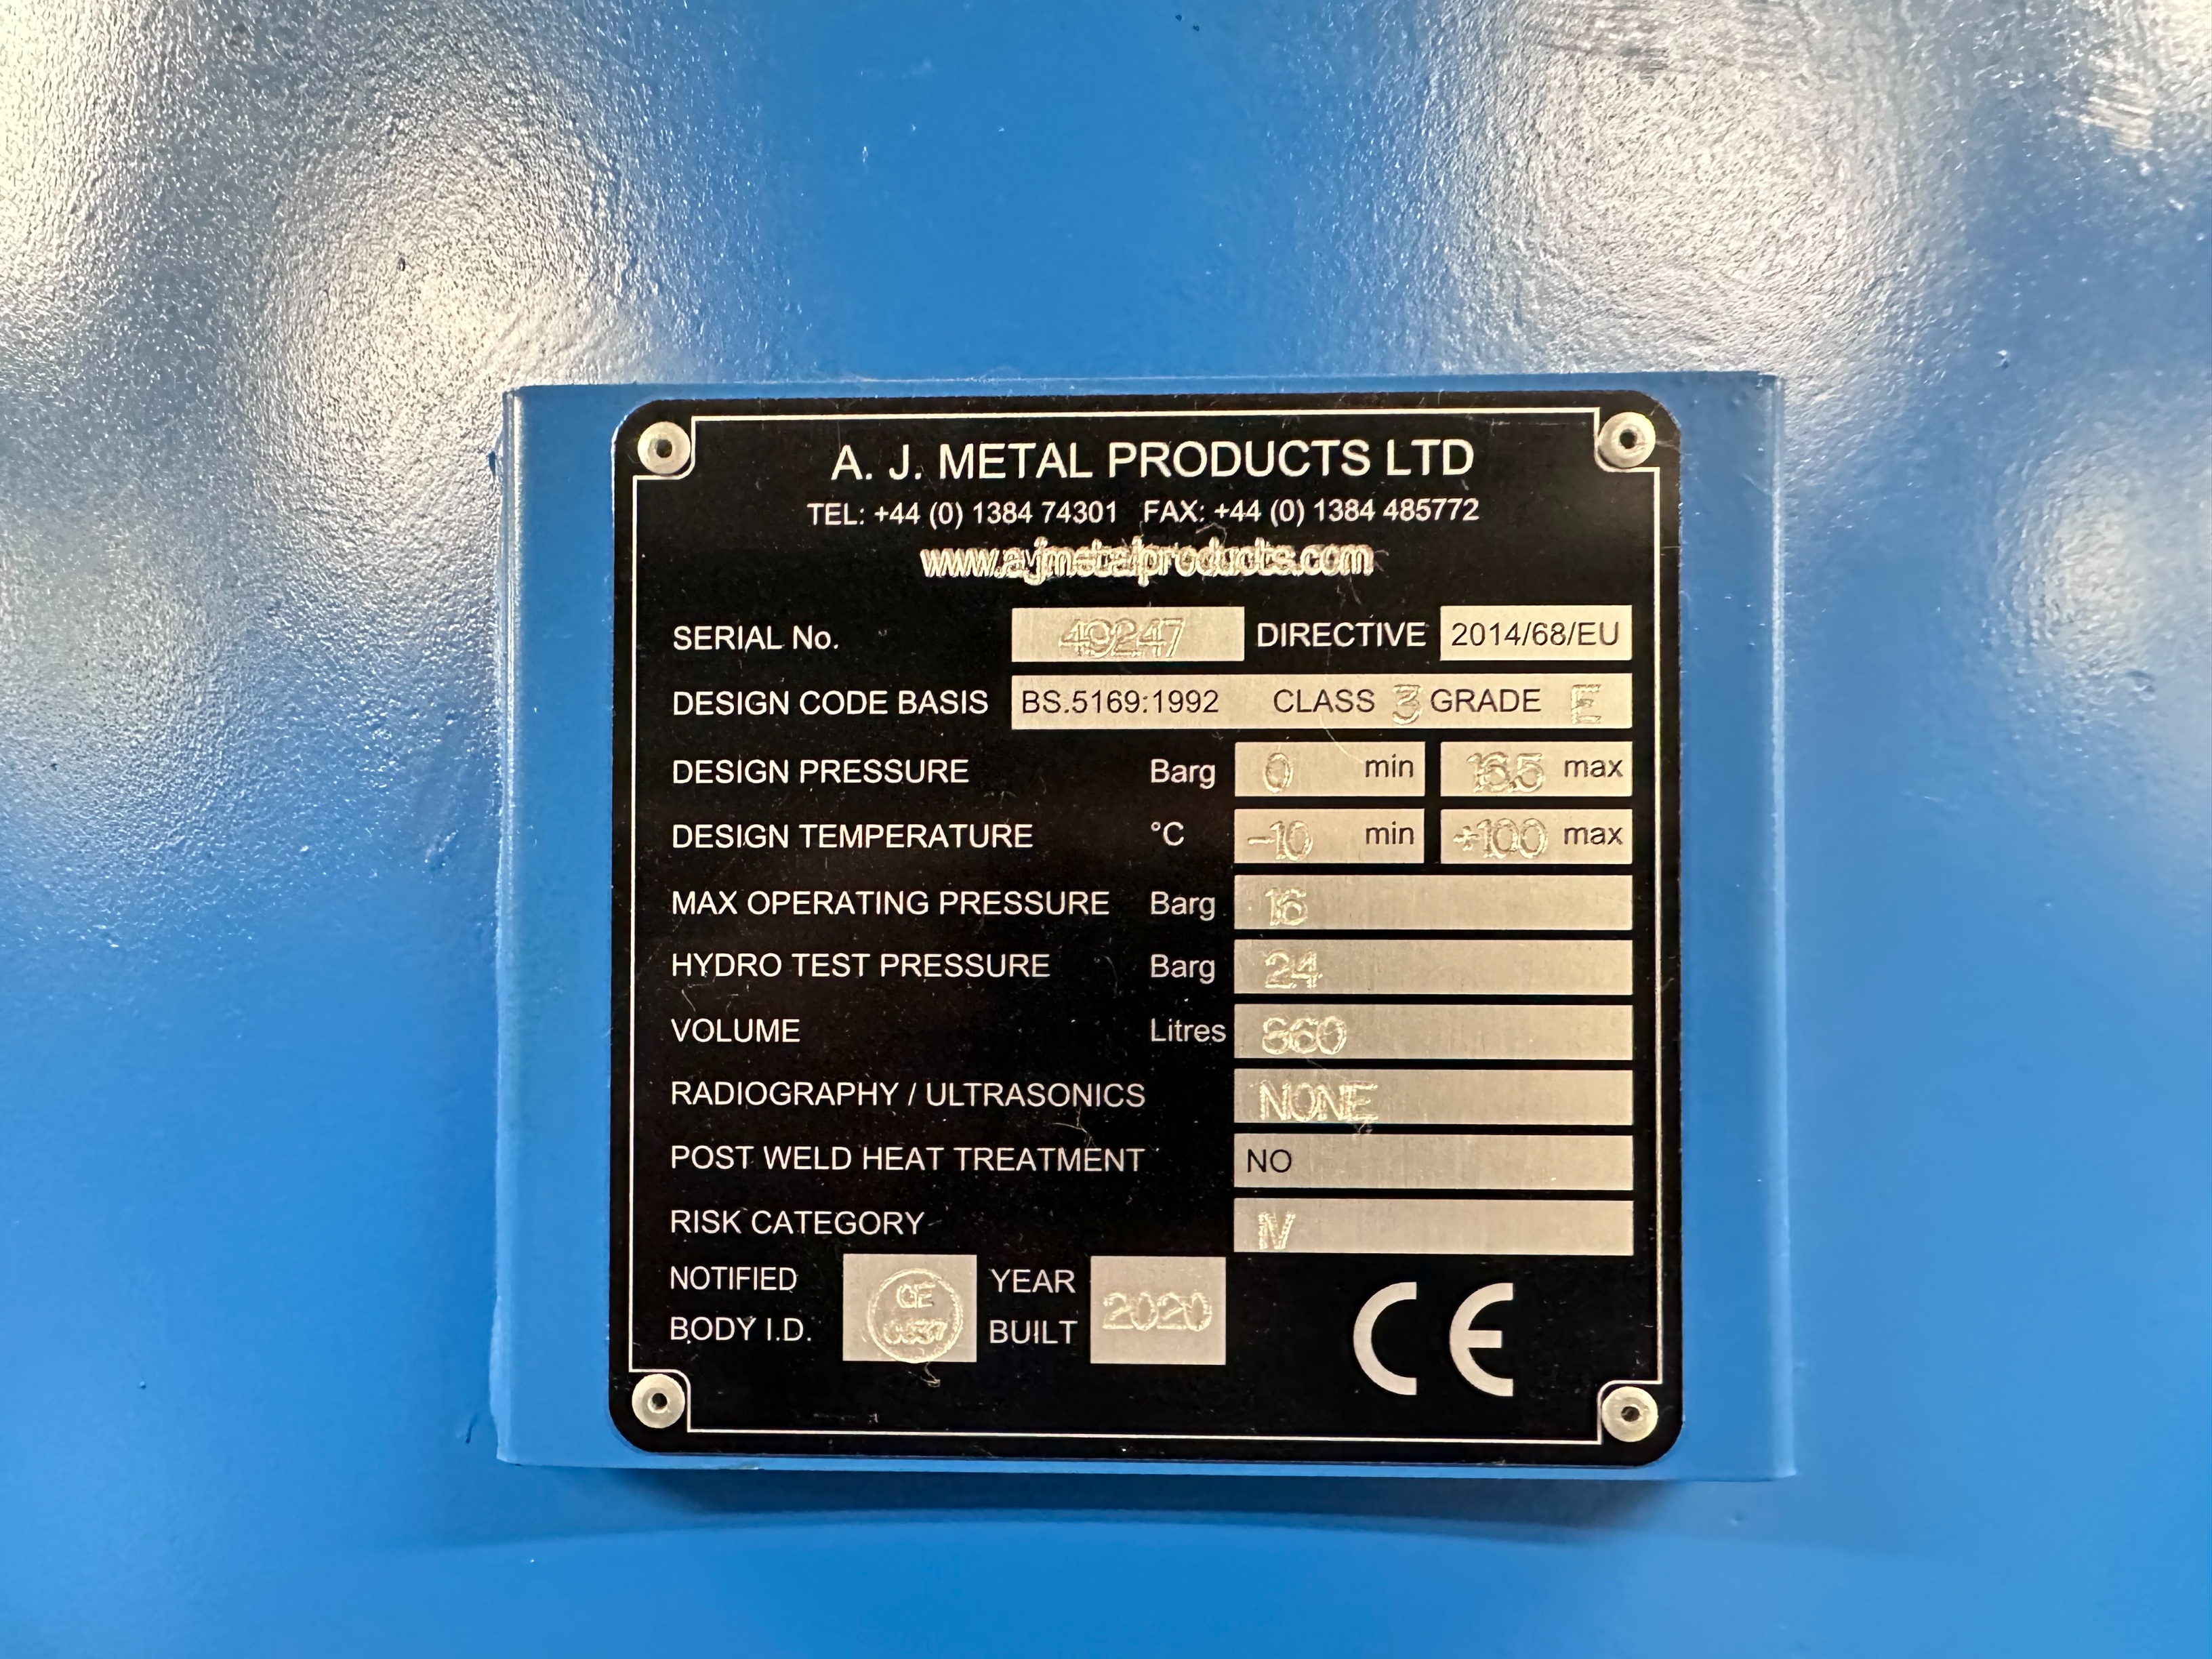 A. J. METAL PRODUCTS LTD
TEL: +44 (0) 1384 74301 FAX: +44 (0) 1384 485772
www.ayjmetalproducts.com
SERIAL No. 49247 DIRECTIVE 2014/68/EU
DESIGN CODE BASIS BS.5169:1992 CLASS 3 GRADE E
DESIGN PRESSURE Barg 0 min 16.5 max
DESIGN TEMPERATURE °C -10 min +100 max
MAX OPERATING PRESSURE Barg 16
HYDRO TEST PRESSURE Barg 24
VOLUME Litres 860
RADIOGRAPHY / ULTRASONICS NONE
POST WELD HEAT TREATMENT NO
RISK CATEGORY IV
NOTIFIED BODY I.D. CE
YEAR BUILT 2020
CE